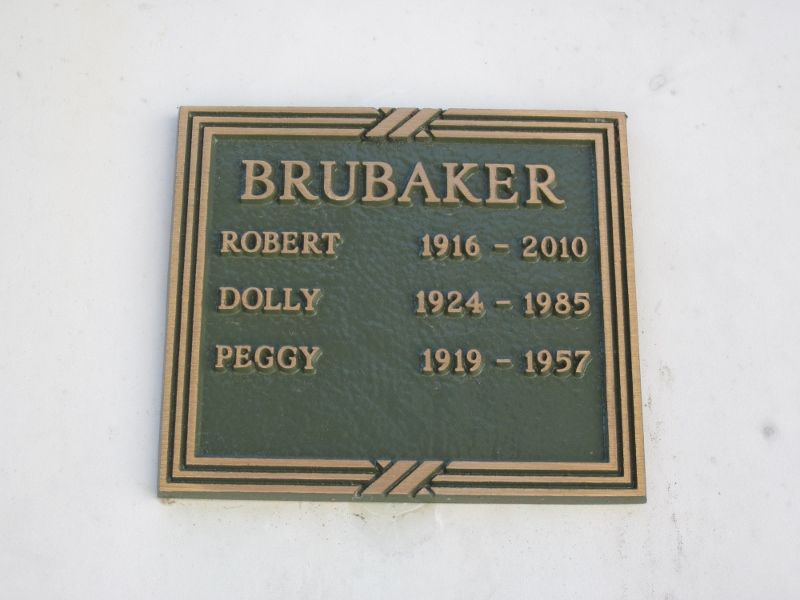 BRUBAKER
ROBERT 1916 – 2010
DOLLY 1924 – 1985
PEGGY 1919 – 1957